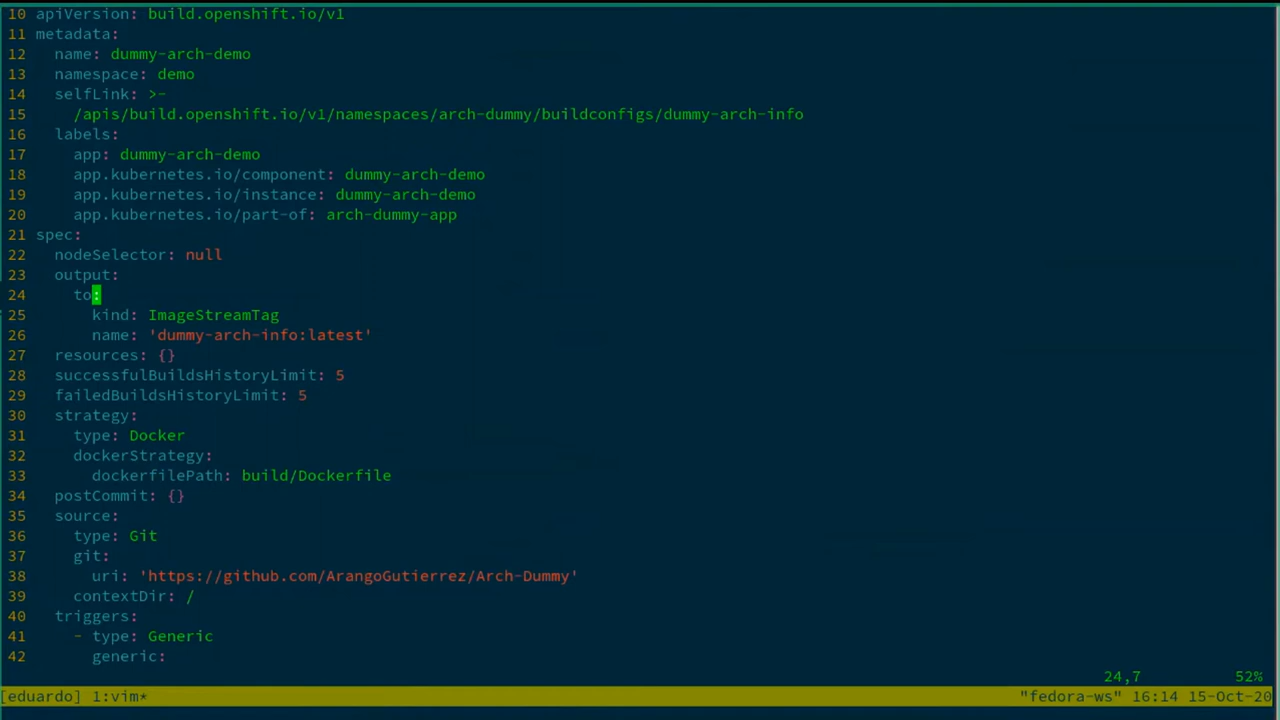 10 apiVersion: build.openshift.io/v1
11 metadata:
12   name: dummy-arch-demo
13   namespace: demo
14   selfLink: >-
15     /apis/build.openshift.io/v1/namespaces/arch-dummy/buildconfigs/dummy-arch-info
16   labels:
17     app: dummy-arch-demo
18     app.kubernetes.io/component: dummy-arch-demo
19     app.kubernetes.io/instance: dummy-arch-demo
20     app.kubernetes.io/part-of: arch-dummy-app
21 spec:
22   nodeSelector: null
23   output:
24     to:
25       kind: ImageStreamTag
26       name: 'dummy-arch-info:latest'
27   resources: {}
28   successfulBuildsHistoryLimit: 5
29   failedBuildsHistoryLimit: 5
30   strategy:
31     type: Docker
32     dockerStrategy:
33       dockerfilePath: build/Dockerfile
34   postCommit: {}
35   source:
36     type: Git
37     git:
38       uri: 'https://github.com/ArangoGutierrez/Arch-Dummy'
39     contextDir: /
40   triggers:
41     - type: Generic
42       generic:
24,7 52%
[eduardo] 1:vim* "fedora-ws" 16:14 15-Oct-20